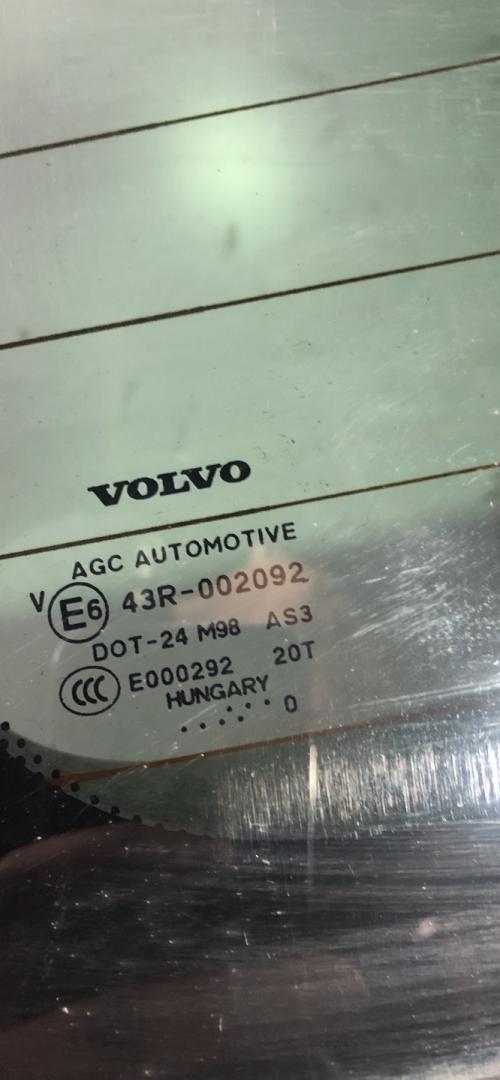 VOLVO
AGC AUTOMOTIVE
V E6 43R-002092
DOT-24 M98 AS3
CCC E000292 20T
HUNGARY
. . . . . . . 0